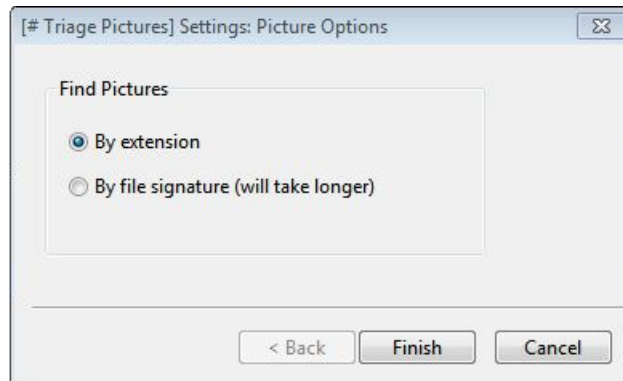 [# Triage Pictures] Settings: Picture Options
Find Pictures
By extension
By file signature (will take longer)
< Back
Finish
Cancel